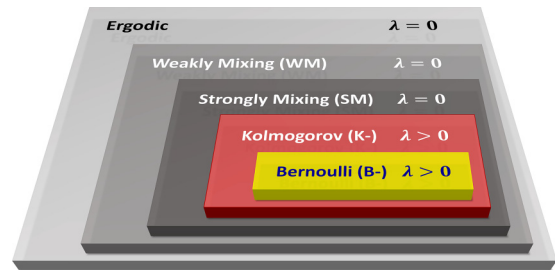 Ergodic λ = 0
Weakly Mixing (WM) λ = 0
Strongly Mixing (SM) λ = 0
Kolmogorov (K-) λ > 0
Bernoulli (B-) λ > 0